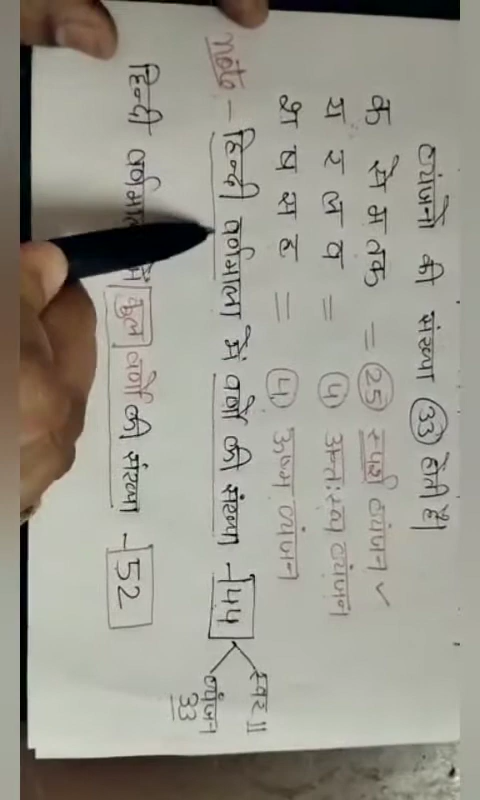 व्यंजनो की संख्या 33 होती है।
क से म तक = 25 स्पर्श व्यंजन ✓
य र ल व = 4 अन्तःस्थ व्यंजन
श ष स ह = 4 ऊष्म व्यंजन
note - हिन्दी वर्णमाला में वर्णो की संख्या - 44
स्वर 11
व्यंजन 33
हिन्दी वर्णमाला में कुल वर्णो की संख्या - 52